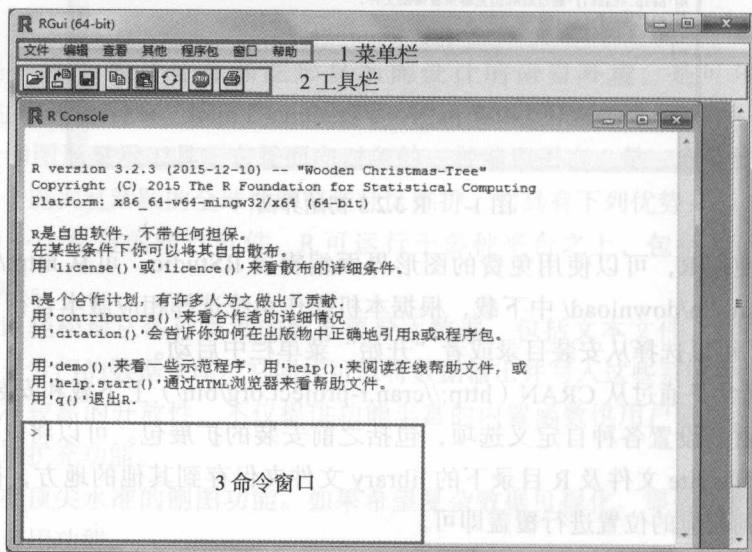 RGui (64-bit)
文件 编辑 查看 其他 程序包 窗口 帮助 1 菜单栏
2 工具栏
R Console
R version 3.2.3 (2015-12-10) -- "Wooden Christmas-Tree"
Copyright (C) 2015 The R Foundation for Statistical Computing
Platform: x86_64-w64-mingw32/x64 (64-bit)
R是自由软件，不带任何担保。
在某些条件下你可以将其自由散布。
用'license()'或'licence()'来看散布的详细条件。
R是个合作计划，有许多人为之做出了贡献.
用'contributors()'来看合作者的详细情况
用'citation()'会告诉你如何在出版物中正确地引用R或R程序包。
用'demo()'来看一些示范程序，用'help()'来阅读在线帮助文件，或
用'help.start()'通过HTML浏览器来看帮助文件。
用'q()'退出R.
>
3 命令窗口